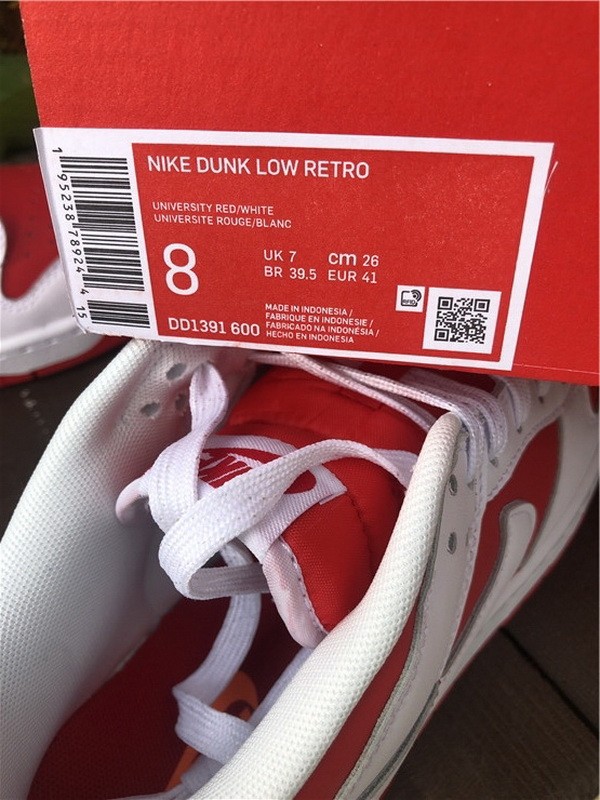 NIKE DUNK LOW RETRO
UNIVERSITY RED/WHITE
UNIVERSITE ROUGE/BLANC
8
UK 7 cm 26
BR 39.5 EUR 41
MADE IN INDONESIA /
FABRIQUE EN INDONESIE /
FABRICADO NA INDONÉSIA /
HECHO EN INDONESIA
DD1391 600
1 95238 78924 4 15